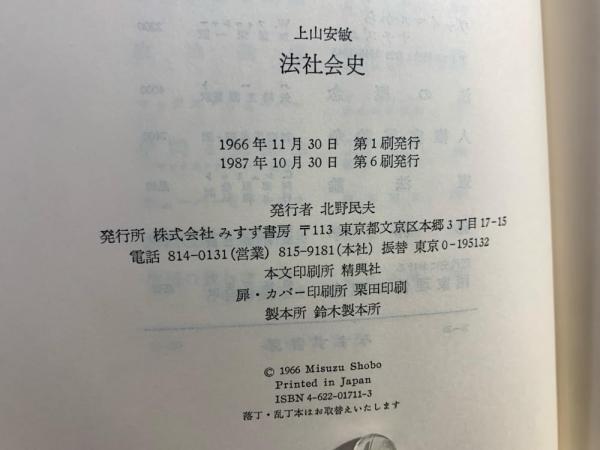 上山安敏
法社会史
1966年11月30日 第1刷発行
1987年10月30日 第6刷発行
発行者 北野民夫
発行所 株式会社 みすず書房 〒113 東京都文京区本郷3丁目17-15
電話 814-0131(営業) 815-9181(本社) 振替 東京0-195132
本文印刷所 精興社
扉・カバー印刷所 栗田印刷
製本所 鈴木製本所
© 1966 Misuzu Shobo
Printed in Japan
ISBN 4-622-01711-3
落丁・乱丁本はお取替えいたします